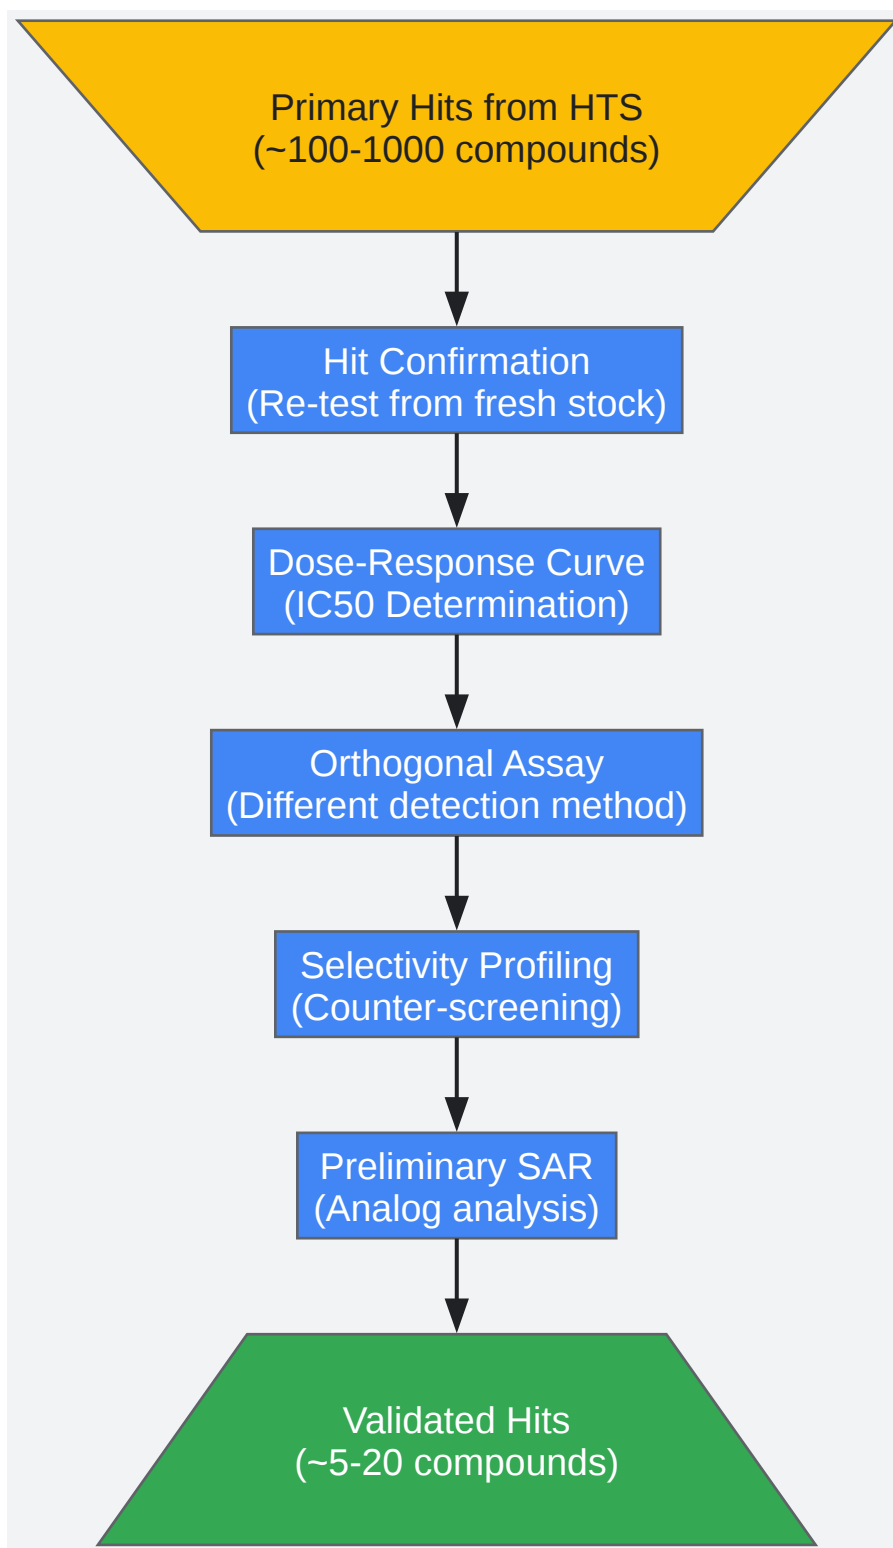 Primary Hits from HTS
(~100-1000 compounds)
Hit Confirmation
(Re-test from fresh stock)
Dose-Response Curve
(IC50 Determination)
Orthogonal Assay
(Different detection method)
Selectivity Profiling
(Counter-screening)
Preliminary SAR
(Analog analysis)
Validated Hits
(~5-20 compounds)